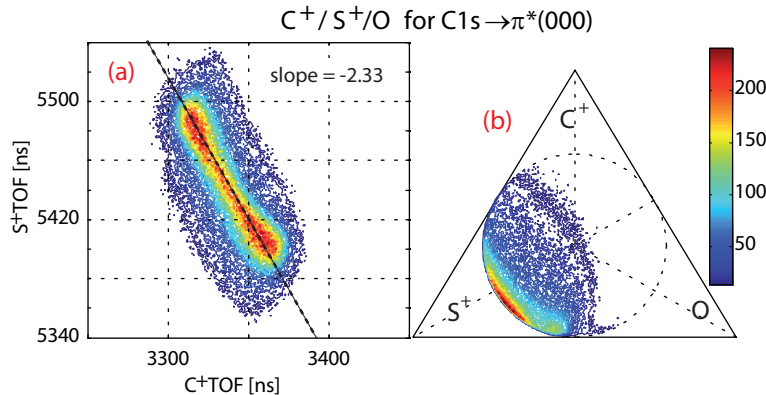 C⁺/S⁺/O for C1s→π*(000)
(a)
slope = -2.33
5500
5420
5340
S⁺TOF [ns]
3300
3400
C⁺TOF [ns]
(b)
C⁺
S⁺
O
200
150
100
50